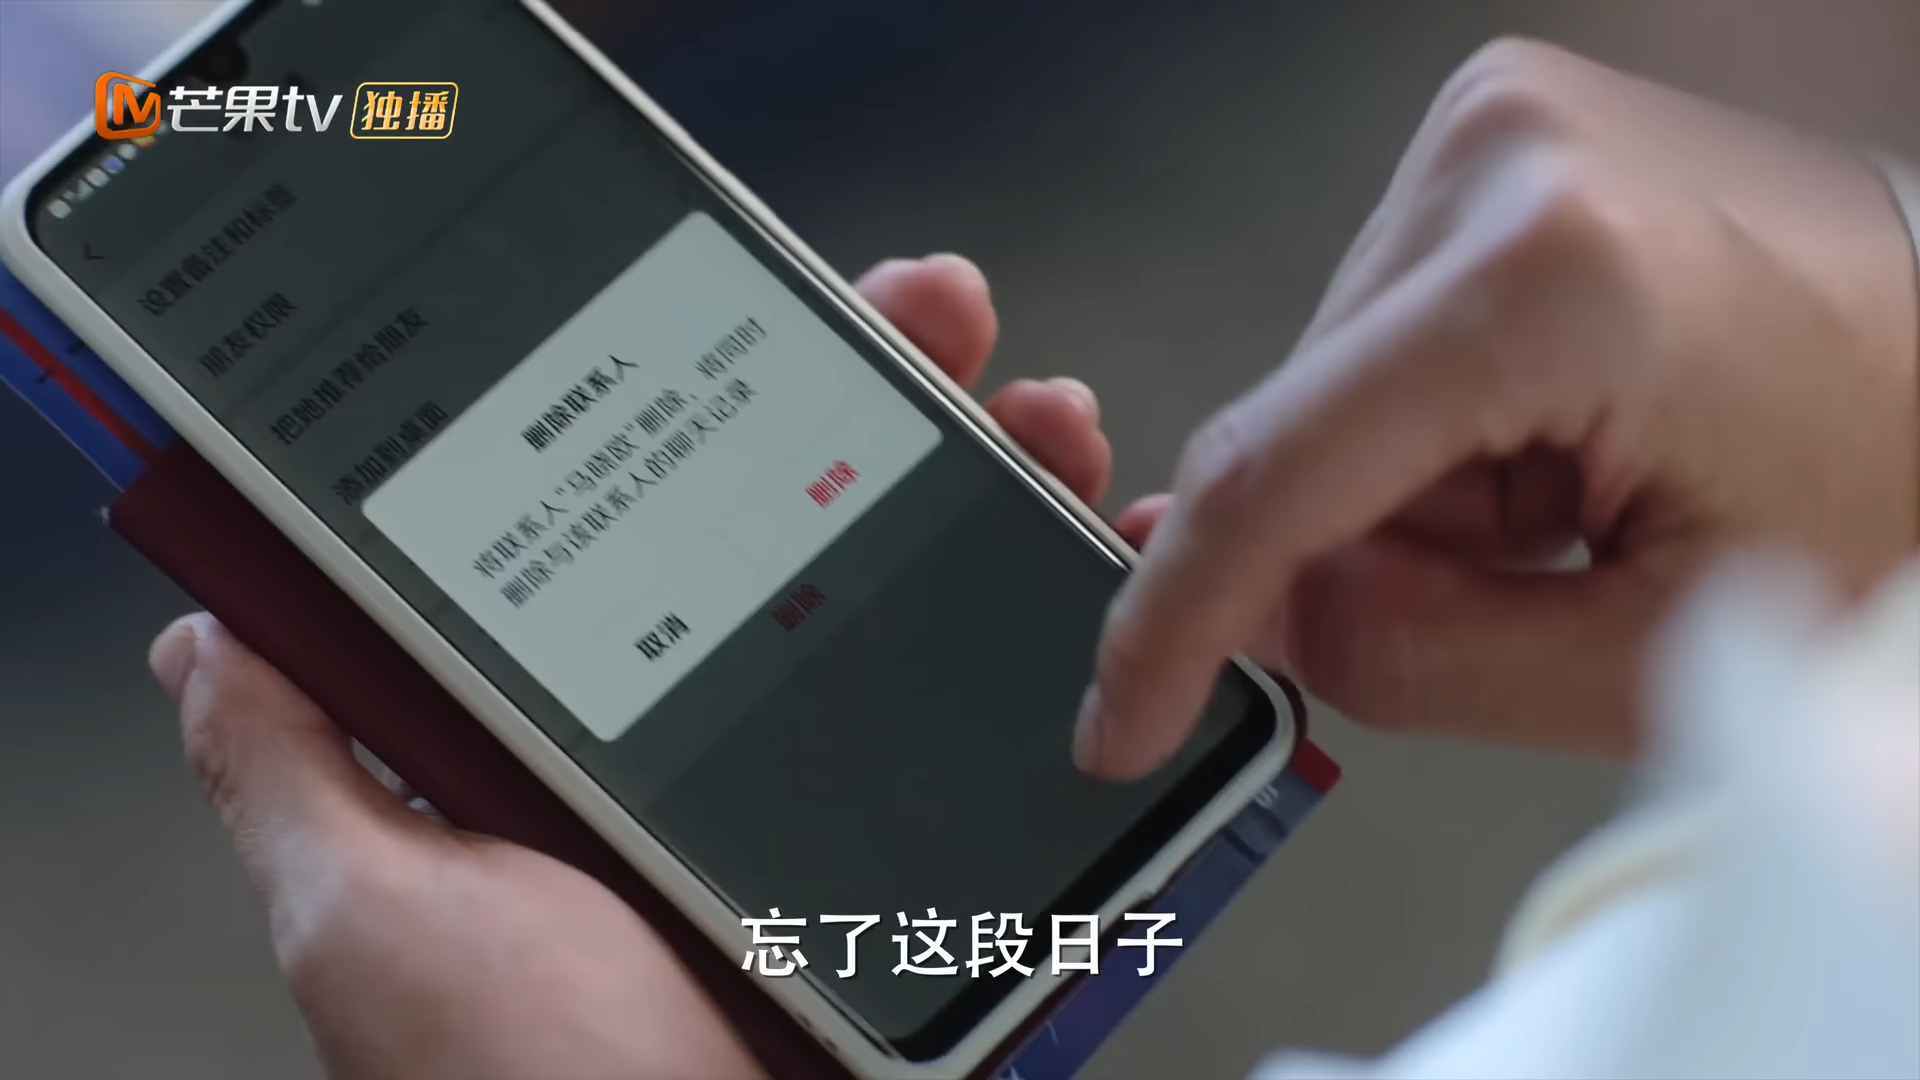 芒果tv 独播
设置备注和标签
朋友权限
把她推荐给朋友
添加到桌面
删除联系人
将联系人“马晓欧”删除，将同时
删除与该联系人的聊天记录
取消
删除
删除
忘了这段日子